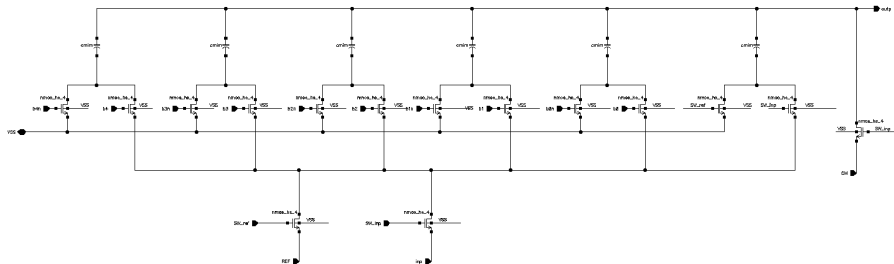 outp
cmim cmim cmim cmim cmim cmim
nmos_hs_4 nmos_hs_4 nmos_hs_4 nmos_hs_4 nmos_hs_4 nmos_hs_4 nmos_hs_4 nmos_hs_4 nmos_hs_4 nmos_hs_4 nmos_hs_4 nmos_hs_4
b4n VSS b4 VSS b3n VSS b3 VSS b2n VSS b2 VSS b1n VSS b1 VSS b0n VSS b0 VSS SW_ref VSS SW_inp VSS
nmos_hs_4
VSS VSS SW_inp
SW
nmos_hs_4 nmos_hs_4
SW_ref VSS SW_inp VSS
REF inp